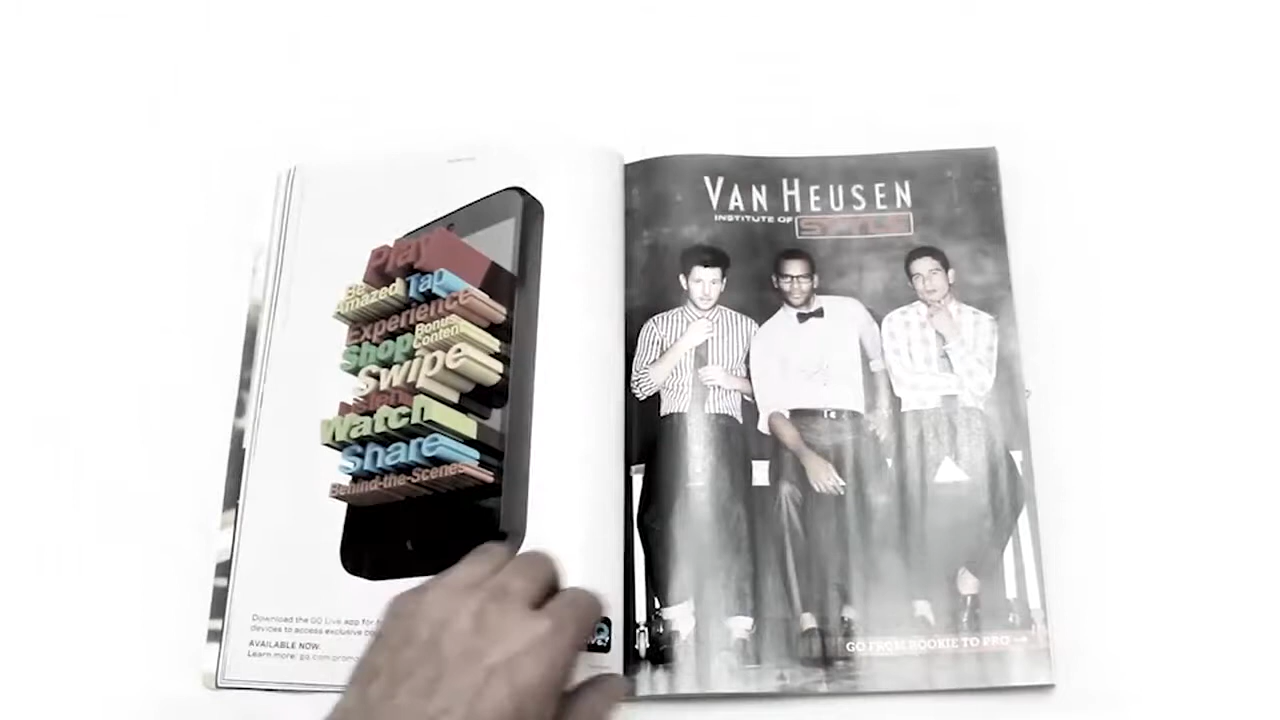 Play
Be
Amazed
Tap
Experience
Shop
Bonus
Content
Swipe
Listen
Watch
Share
Behind-the-Scenes
Download the GQ Live app for
devices to access exclusive
AVAILABLE NOW.
Learn more: gq.com/promo
VAN HEUSEN
INSTITUTE OF STYLE
GO FROM ROOKIE TO PRO